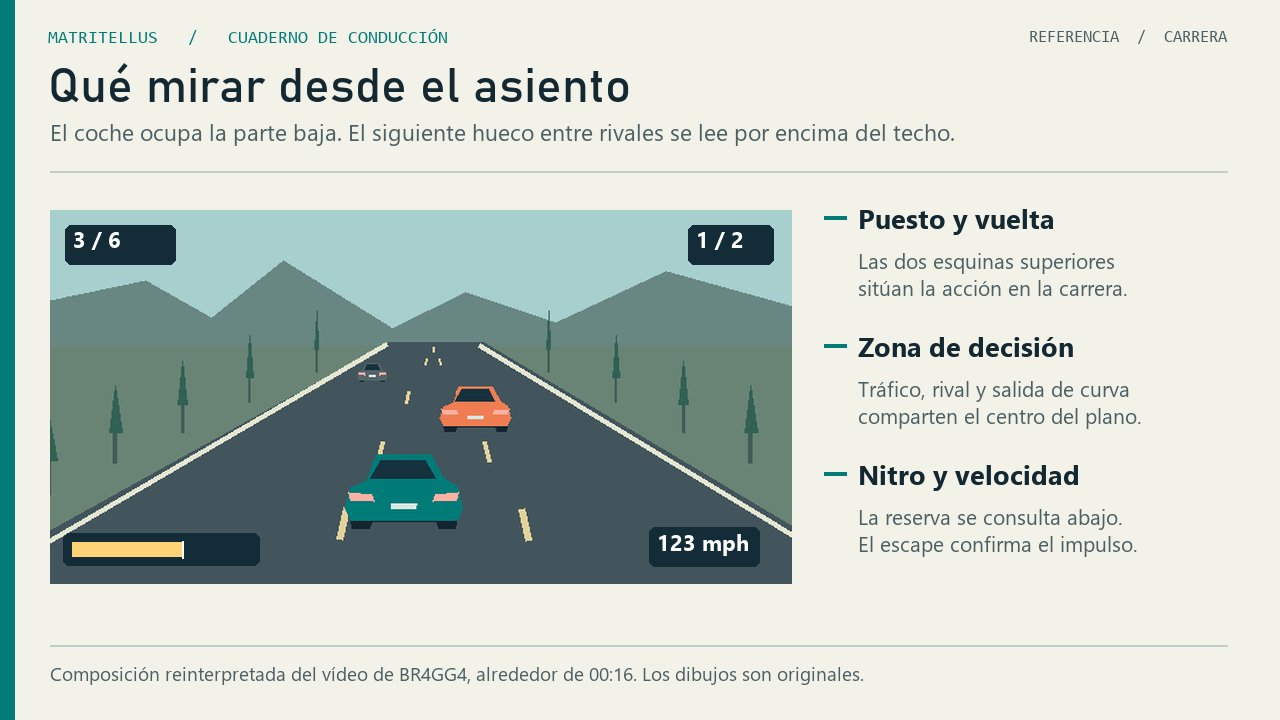 MATRITELLUS / CUADERNO DE CONDUCCIÓN
REFERENCIA / CARRERA
Qué mirar desde el asiento
El coche ocupa la parte baja. El siguiente hueco entre rivales se lee por encima del techo.
3 / 6
1 / 2
123 mph
Puesto y vuelta
Las dos esquinas superiores
sitúan la acción en la carrera.
Zona de decisión
Tráfico, rival y salida de curva
comparten el centro del plano.
Nitro y velocidad
La reserva se consulta abajo.
El escape confirma el impulso.
Composición reinterpretada del vídeo de BR4GG4, alrededor de 00:16. Los dibujos son originales.